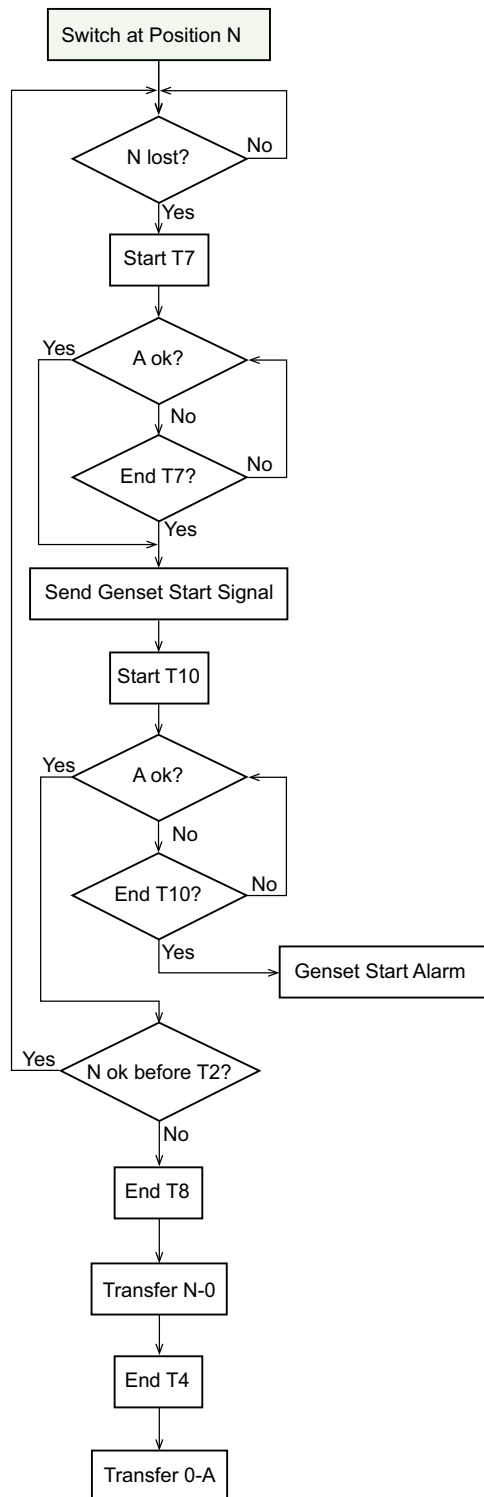 Switch at Position N
N lost?
No
Yes
Start T7
Yes
A ok?
No
End T7?
No
Yes
Send Genset Start Signal
Start T10
Yes
A ok?
No
End T10?
No
Yes
Genset Start Alarm
Yes
N ok before T2?
No
End T8
Transfer N-0
End T4
Transfer 0-A